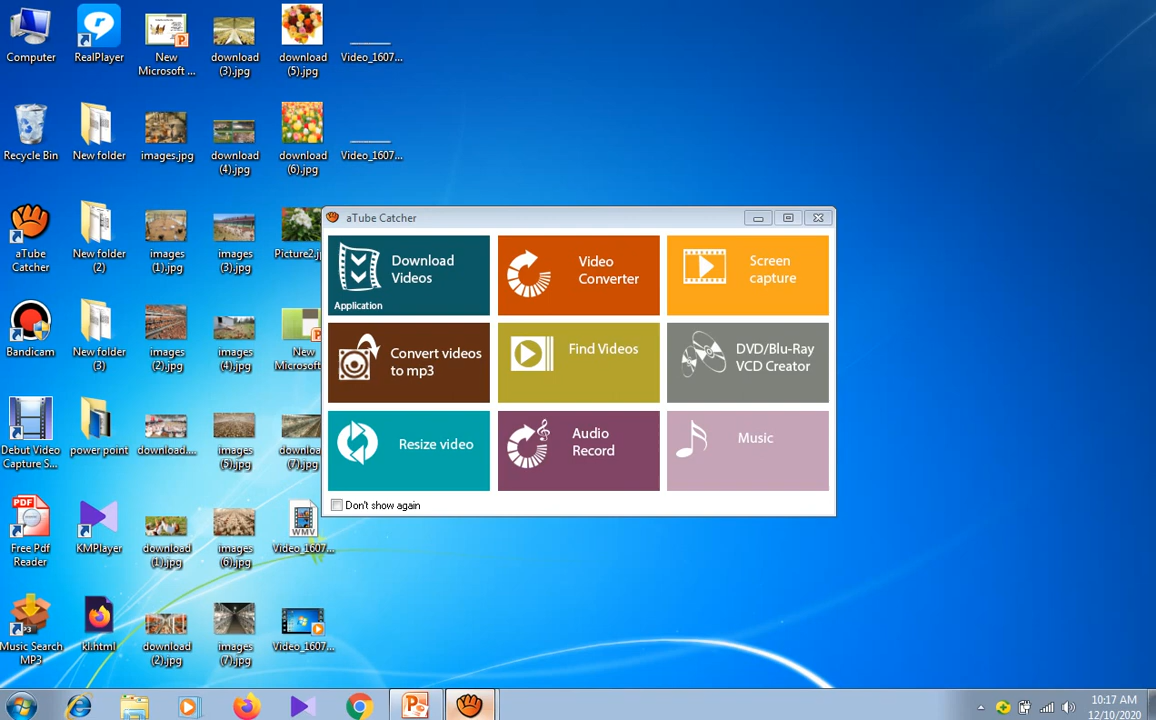 Computer
RealPlayer
New
Microsoft ...
download
(3).jpg
download
(5).jpg
Video_1607...
Recycle Bin
New folder
images.jpg
download
(4).jpg
download
(6).jpg
Video_1607...
aTube
Catcher
New folder
(2)
images
(1).jpg
images
(3).jpg
Picture2.j
Bandicam
New folder
(3)
images
(2).jpg
images
(4).jpg
New
Microsoft
Debut Video
Capture S...
power point
download....
images
(5).jpg
downloa
(7).jpg
PDF
Free Pdf
Reader
KMPlayer
download
(1).jpg
images
(6).jpg
WMV
Video_1607...
Music Search
MP3
kl.html
download
(2).jpg
images
(7).jpg
Video_1607...
aTube Catcher
Download
Videos
Application
Video
Converter
Screen
capture
Convert videos
to mp3
Find Videos
DVD/Blu-Ray
VCD Creator
Resize video
Audio
Record
Music
Don't show again
10:17 AM
12/10/2020